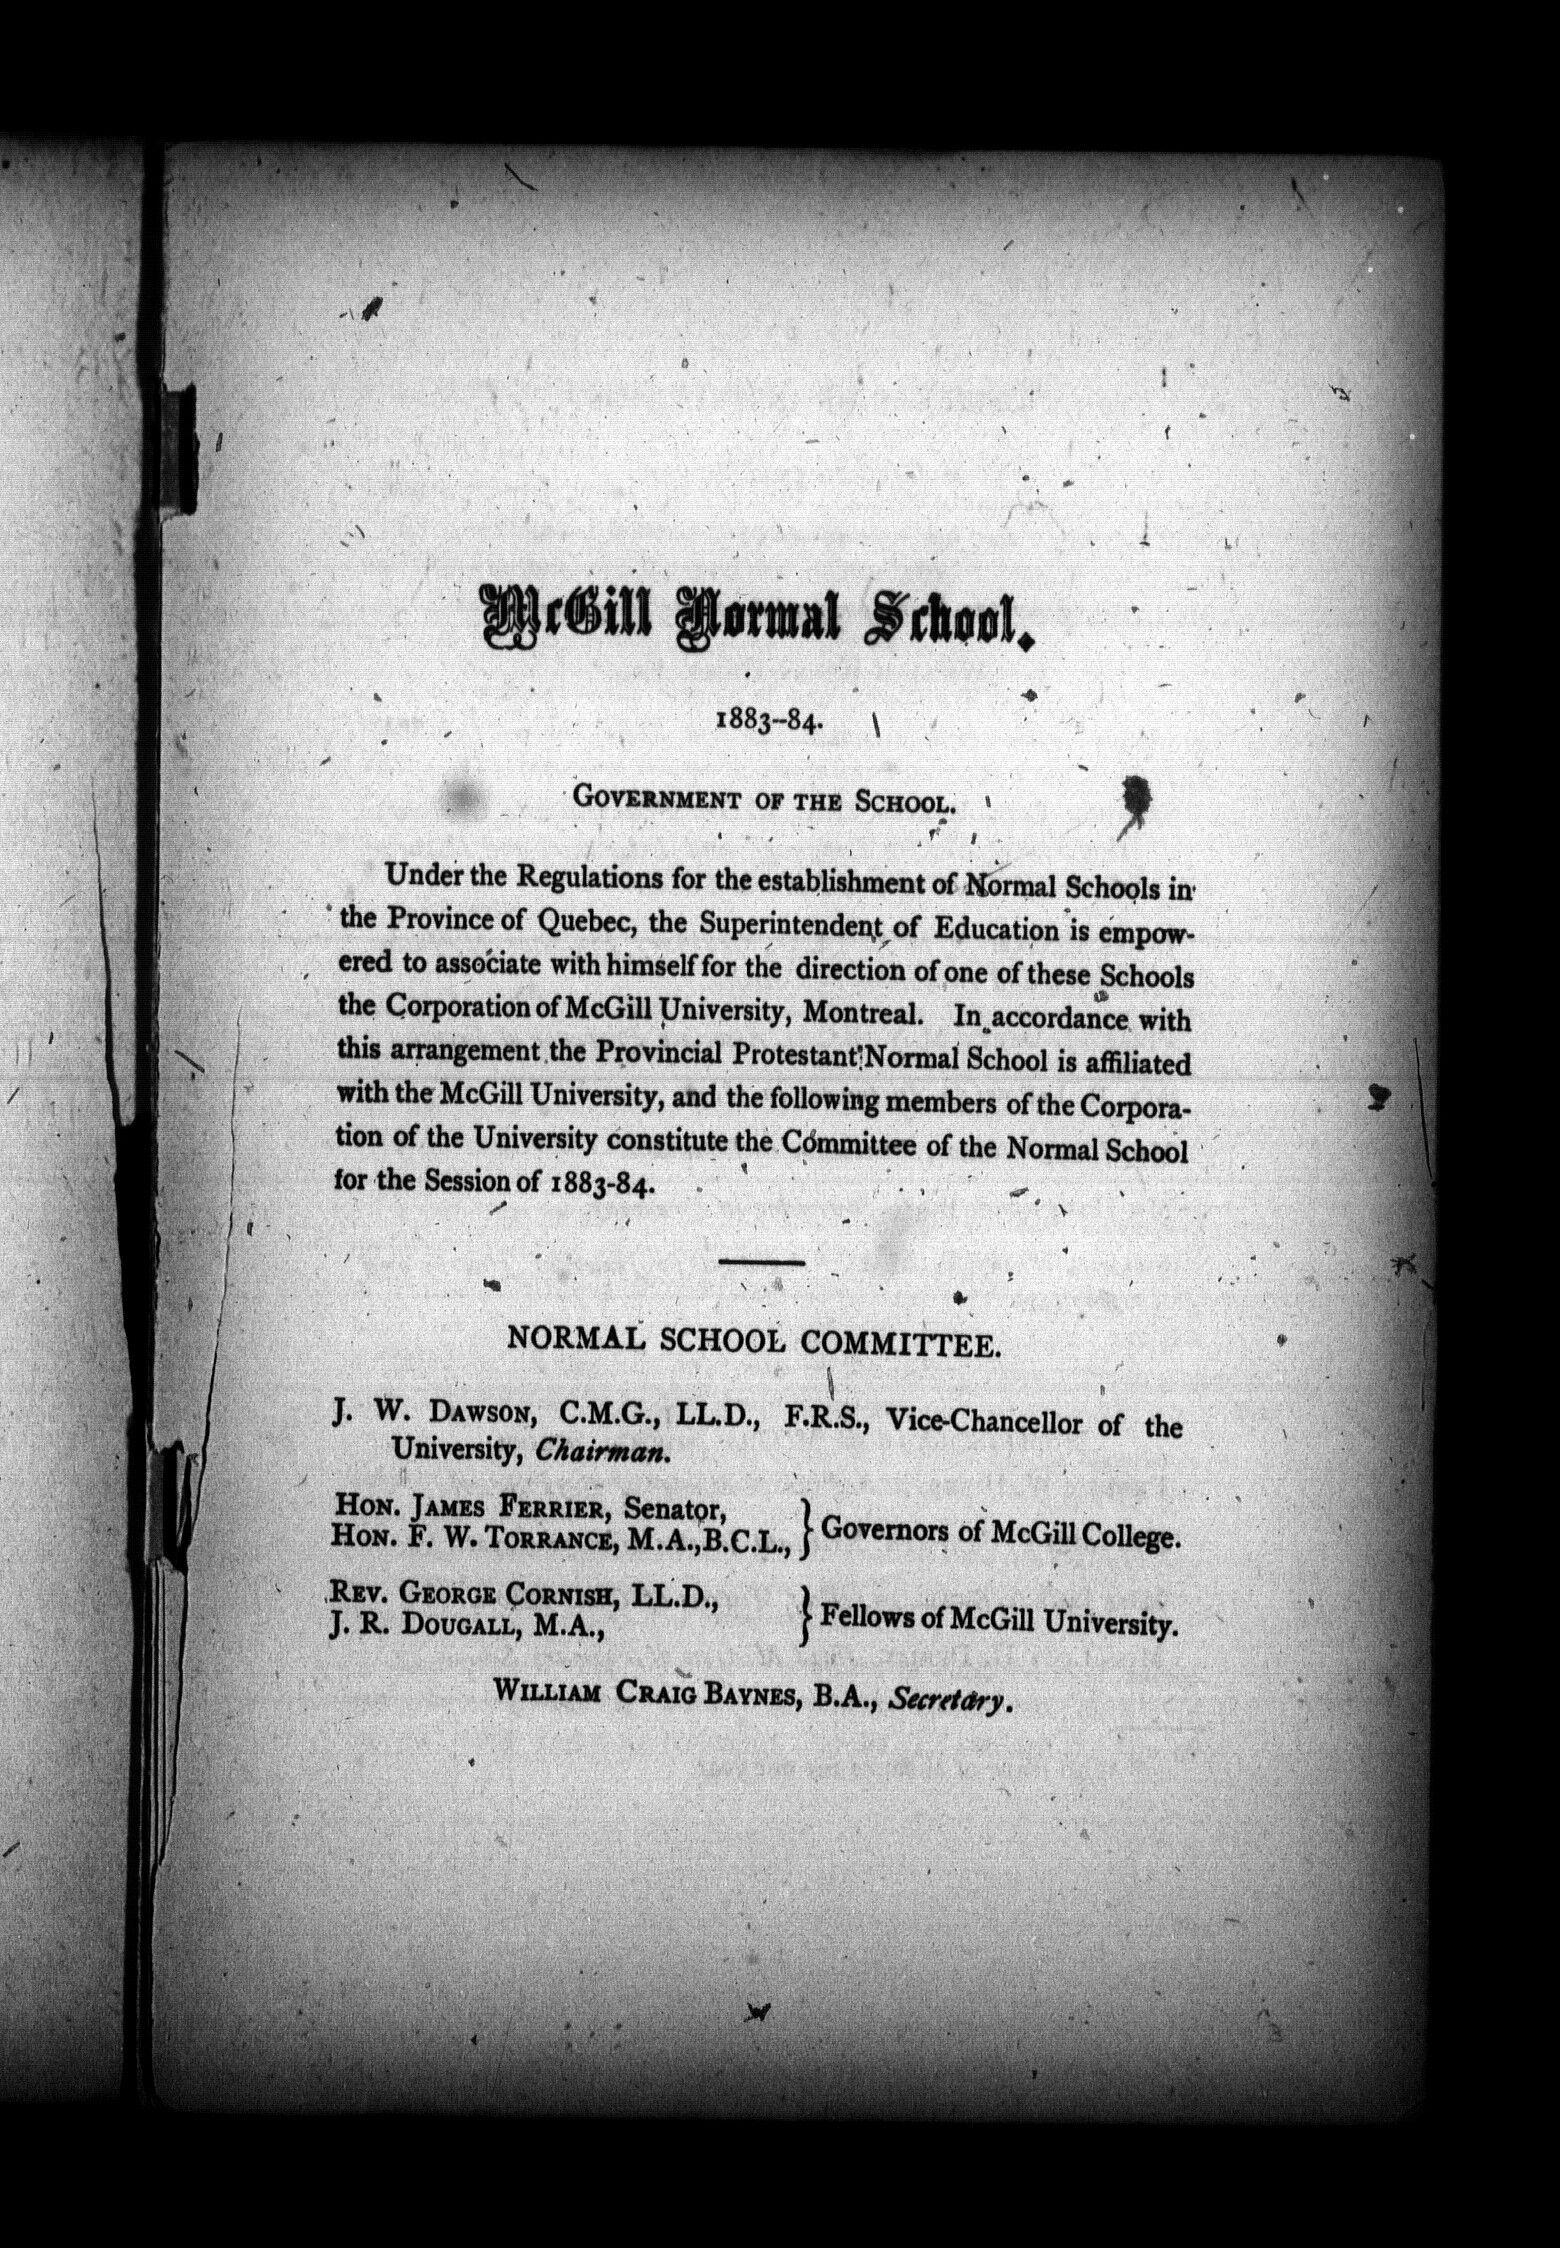 McGill Normal School.
1883-84.
GOVERNMENT OF THE SCHOOL.
Under the Regulations for the establishment of Normal Schools in
the Province of Quebec, the Superintendent of Education is empow-
ered to associate with himself for the direction of one of these Schools
the Corporation of McGill University, Montreal. In accordance with
this arrangement the Provincial Protestant Normal School is affiliated
with the McGill University, and the following members of the Corpora-
tion of the University constitute the Committee of the Normal School
for the Session of 1883-84.
NORMAL SCHOOL COMMITTEE.
J. W. DAWSON, C.M.G., LL.D., F.R.S., Vice-Chancellor of the
University, Chairman.
HON. JAMES FERRIER, Senator,
HON. F. W. TORRANCE, M.A., B.C.L., } Governors of McGill College.
REV. GEORGE CORNISH, LL.D.,
J. R. DOUGALL, M.A., } Fellows of McGill University.
WILLIAM CRAIG BAYNES, B.A., Secretary.